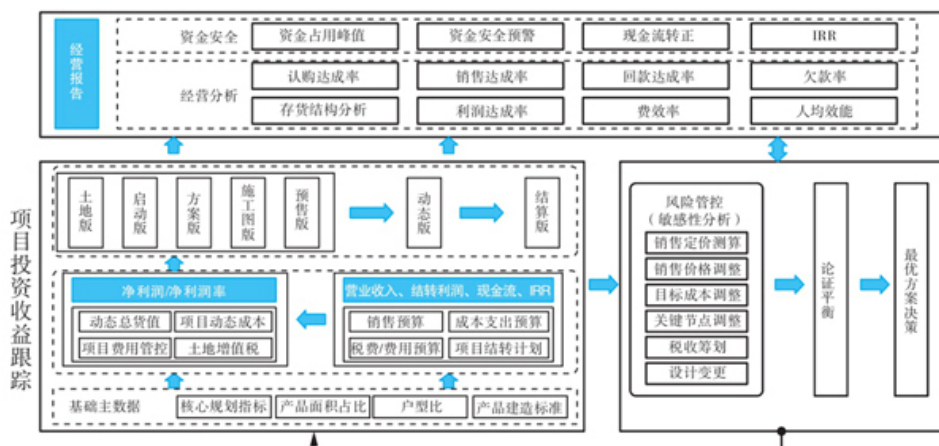 经营报告
资金安全 资金占用峰值 资金安全预警 现金流转正 IRR
经营分析
认购达成率 销售达成率 回款达成率 欠款率
存货结构分析 利润达成率 费效率 人均效能
项目投资收益跟踪
土地版 启动版 方案版 施工图版 预售版 动态版 结算版
净利润/净利润率
动态总货值 项目动态成本
项目费用管控 土地增值税
营业收入、结转利润、现金流、IRR
销售预算 成本支出预算
税费/费用预算 项目结转计划
基础主数据 核心规划指标 产品面积占比 户型比 产品建造标准
风险管控
(敏感性分析)
销售定价测算
销售价格调整
目标成本调整
关键节点调整
税收筹划
设计变更
论证平衡
最优方案决策